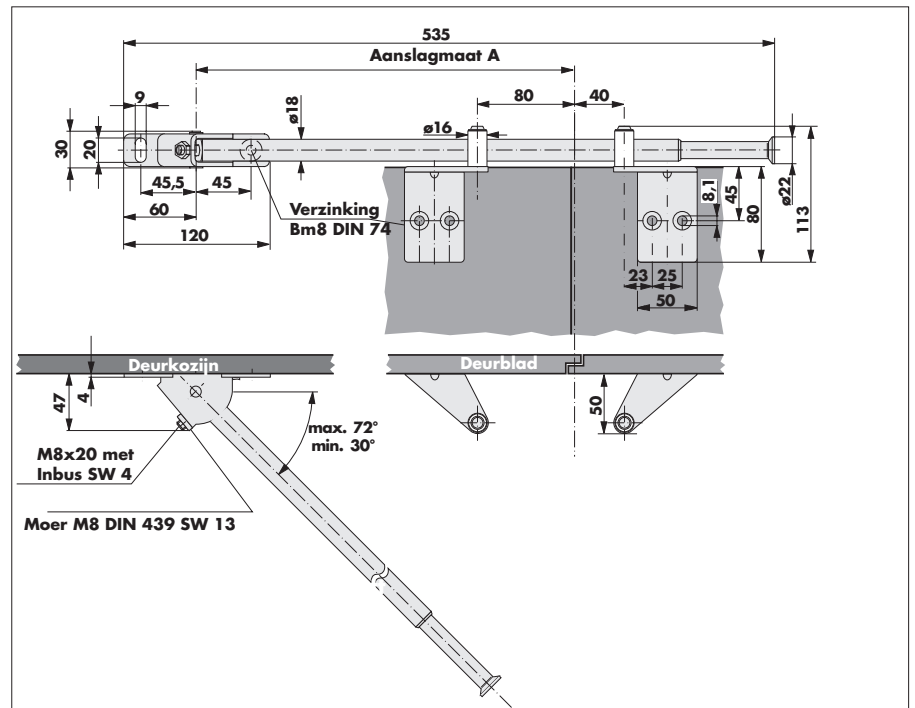 535
Aanslagmaat A
80
40
9
ø18
ø16
30
20
45,5
45
60
120
Verzinking
Bm8 DIN 74
8,1
45
80
ø22
113
23
25
50
Deurkozijn
Deurblad
4
47
50
max. 72°
min. 30°
M8x20 met
Inbus SW 4
Moer M8 DIN 439 SW 13